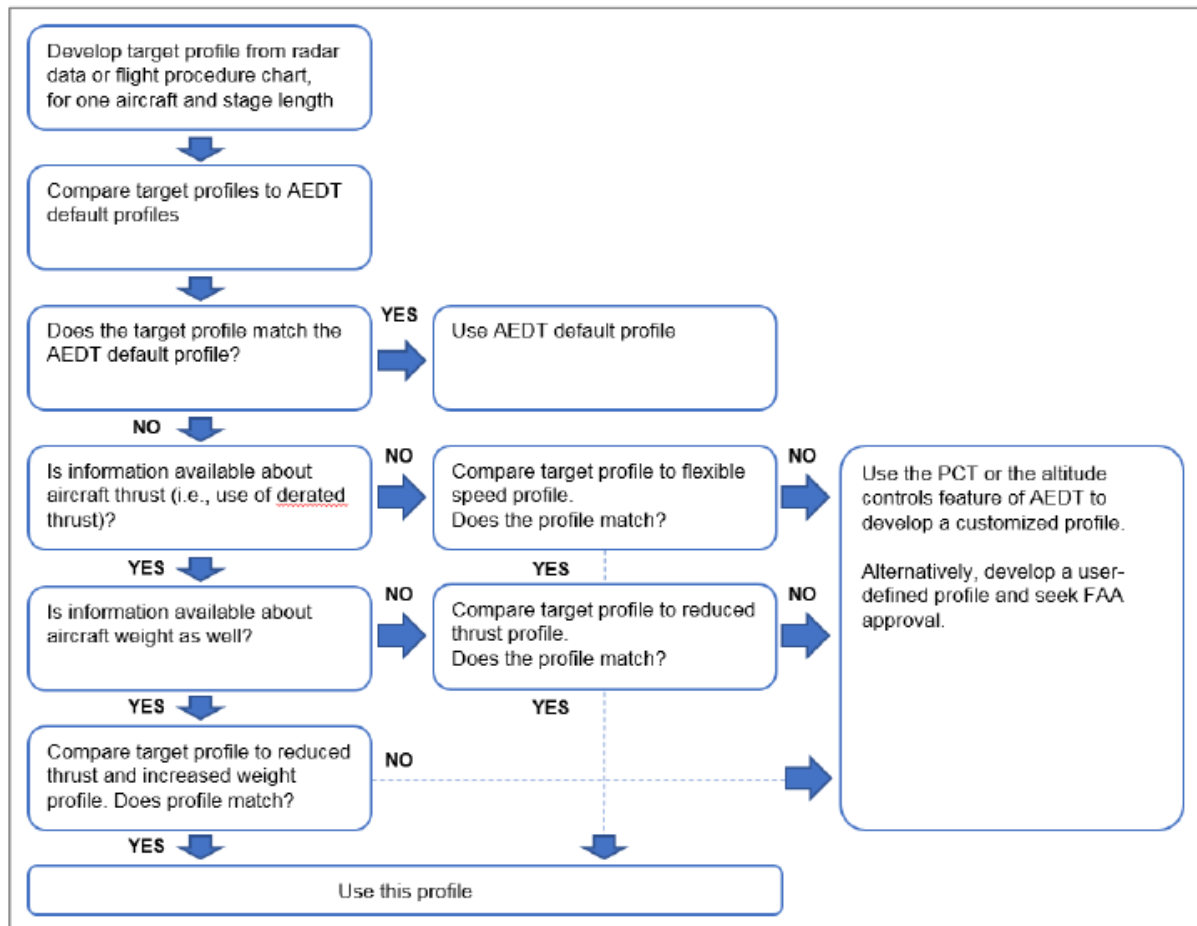 Develop target profile from radar
data or flight procedure chart,
for one aircraft and stage length
Compare target profiles to AEDT
default profiles
Does the target profile match the
AEDT default profile?
YES
Use AEDT default profile
NO
Is information available about
aircraft thrust (i.e., use of derated
thrust)?
NO
Compare target profile to flexible
speed profile.
Does the profile match?
NO
Use the PCT or the altitude
controls feature of AEDT to
develop a customized profile.
Alternatively, develop a user-
defined profile and seek FAA
approval.
YES
YES
Is information available about
aircraft weight as well?
NO
Compare target profile to reduced
thrust profile.
Does the profile match?
NO
YES
YES
Compare target profile to reduced
thrust and increased weight
profile. Does profile match?
NO
YES
Use this profile